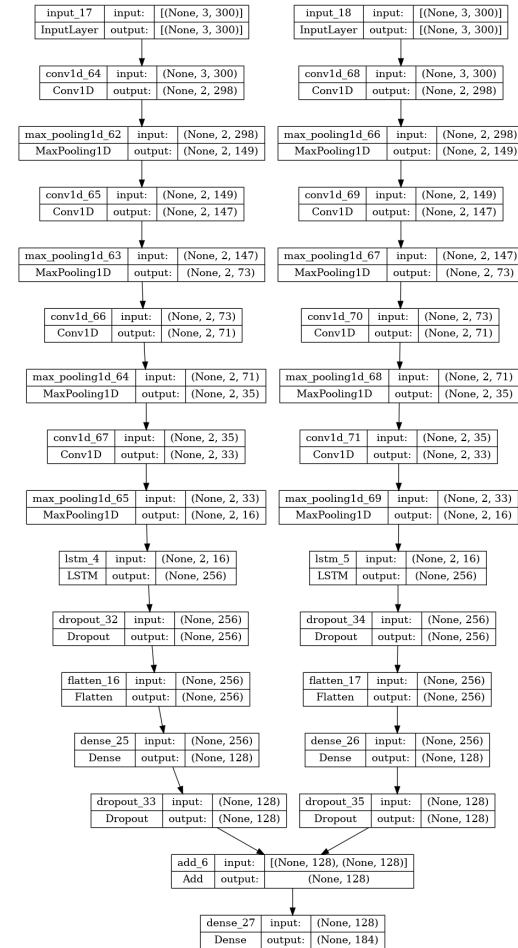 input_17 input: [(None, 3, 300)]
InputLayer output: [(None, 3, 300)]
input_18 input: [(None, 3, 300)]
InputLayer output: [(None, 3, 300)]
conv1d_64 input: (None, 3, 300)
Conv1D output: (None, 2, 298)
conv1d_68 input: (None, 3, 300)
Conv1D output: (None, 2, 298)
max_pooling1d_62 input: (None, 2, 298)
MaxPooling1D output: (None, 2, 149)
max_pooling1d_66 input: (None, 2, 298)
MaxPooling1D output: (None, 2, 149)
conv1d_65 input: (None, 2, 149)
Conv1D output: (None, 2, 147)
conv1d_69 input: (None, 2, 149)
Conv1D output: (None, 2, 147)
max_pooling1d_63 input: (None, 2, 147)
MaxPooling1D output: (None, 2, 73)
max_pooling1d_67 input: (None, 2, 147)
MaxPooling1D output: (None, 2, 73)
conv1d_66 input: (None, 2, 73)
Conv1D output: (None, 2, 71)
conv1d_70 input: (None, 2, 73)
Conv1D output: (None, 2, 71)
max_pooling1d_64 input: (None, 2, 71)
MaxPooling1D output: (None, 2, 35)
max_pooling1d_68 input: (None, 2, 71)
MaxPooling1D output: (None, 2, 35)
conv1d_67 input: (None, 2, 35)
Conv1D output: (None, 2, 33)
conv1d_71 input: (None, 2, 35)
Conv1D output: (None, 2, 33)
max_pooling1d_65 input: (None, 2, 33)
MaxPooling1D output: (None, 2, 16)
max_pooling1d_69 input: (None, 2, 33)
MaxPooling1D output: (None, 2, 16)
lstm_4 input: (None, 2, 16)
LSTM output: (None, 256)
lstm_5 input: (None, 2, 16)
LSTM output: (None, 256)
dropout_32 input: (None, 256)
Dropout output: (None, 256)
dropout_34 input: (None, 256)
Dropout output: (None, 256)
flatten_16 input: (None, 256)
Flatten output: (None, 256)
flatten_17 input: (None, 256)
Flatten output: (None, 256)
dense_25 input: (None, 256)
Dense output: (None, 128)
dense_26 input: (None, 256)
Dense output: (None, 128)
dropout_33 input: (None, 128)
Dropout output: (None, 128)
dropout_35 input: (None, 128)
Dropout output: (None, 128)
add_6 input: [(None, 128), (None, 128)]
Add output: (None, 128)
dense_27 input: (None, 128)
Dense output: (None, 184)